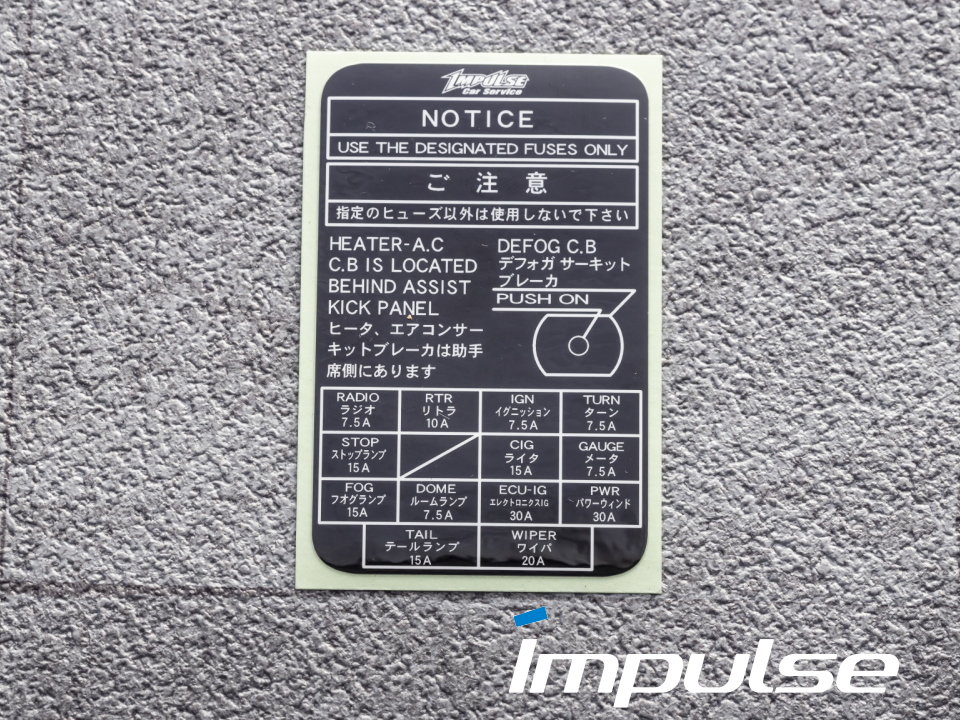 IMPULSE
Car Service
NOTICE
USE THE DESIGNATED FUSES ONLY
ご注意
指定のヒューズ以外は使用しないで下さい
HEATER-A.C
C.B IS LOCATED
BEHIND ASSIST
KICK PANEL
ヒータ、エアコンサー
キットブレーカは助手
席側にあります
DEFOG C.B
デフォガ サーキット
ブレーカ
PUSH ON
RADIO
ラジオ
7.5A
RTR
リトラ
10A
IGN
イグニッション
7.5A
TURN
ターン
7.5A
STOP
ストップランプ
15A
CIG
ライタ
15A
GAUGE
メータ
7.5A
FOG
フオグランプ
15A
DOME
ルームランプ
7.5A
ECU-IG
エレクトロニクスIG
30A
PWR
パワーウィンド
30A
TAIL
テールランプ
15A
WIPER
ワイパ
20A
impulse